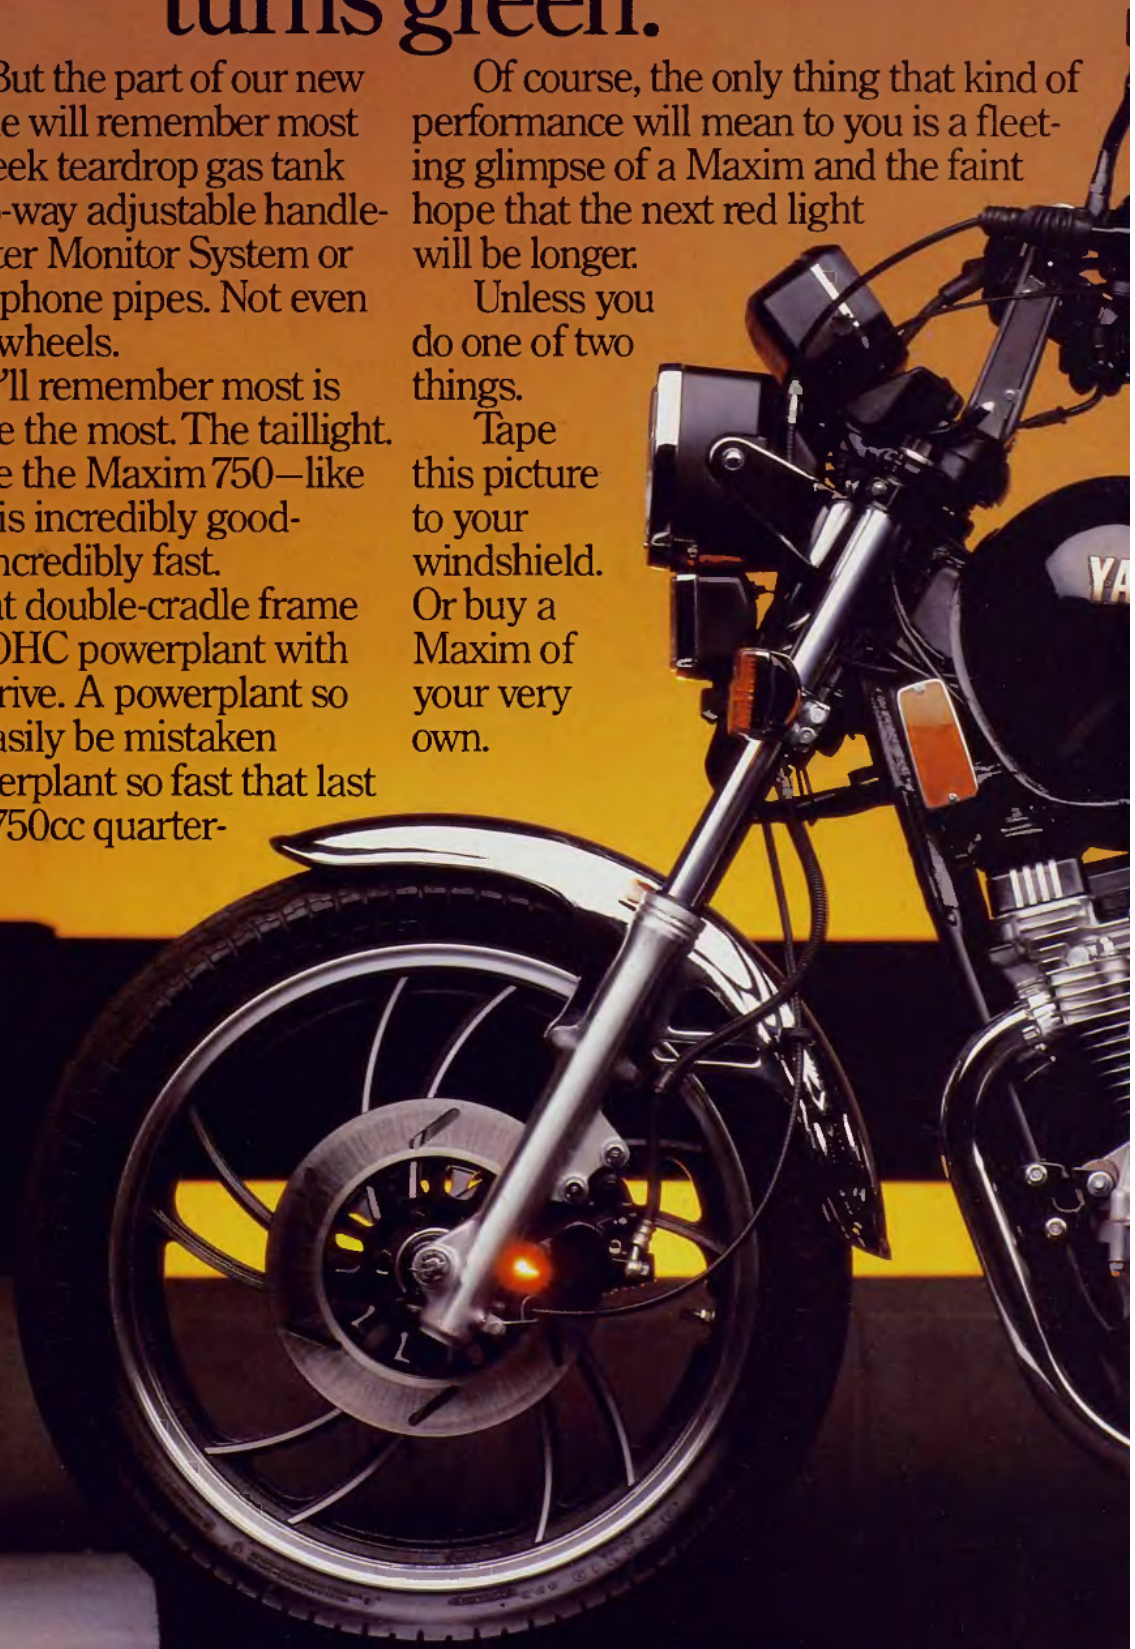 turns green.
But the part of our new
e will remember most
eek teardrop gas tank
-way adjustable handle-
er Monitor System or
phone pipes. Not even
wheels.
'll remember most is
e the most. The taillight.
e the Maxim 750—like
is incredibly good-
ncredibly fast.
t double-cradle frame
OHC powerplant with
rive. A powerplant so
asily be mistaken
erplant so fast that last
750cc quarter-
Of course, the only thing that kind of
performance will mean to you is a fleet-
ing glimpse of a Maxim and the faint
hope that the next red light
will be longer.
Unless you
do one of two
things.
Tape
this picture
to your
windshield.
Or buy a
Maxim of
your very
own.
YA